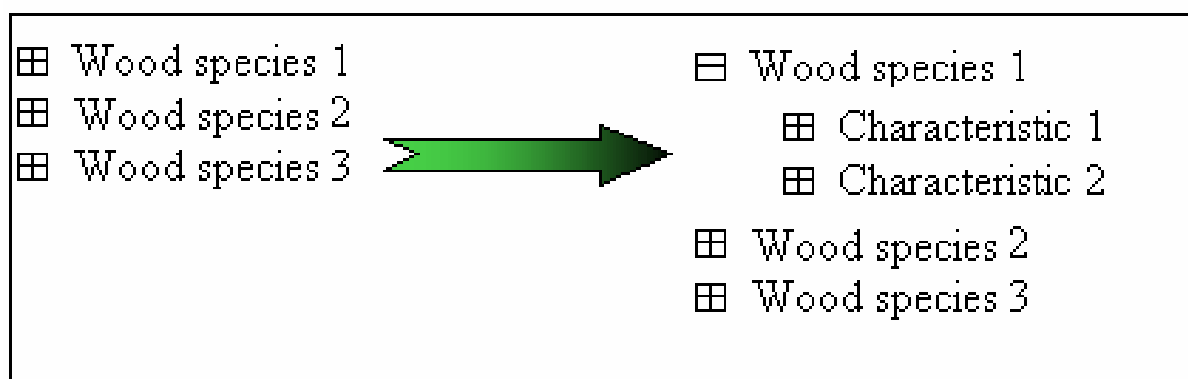 Wood species 1
Wood species 2
Wood species 3
Wood species 1
Characteristic 1
Characteristic 2
Wood species 2
Wood species 3